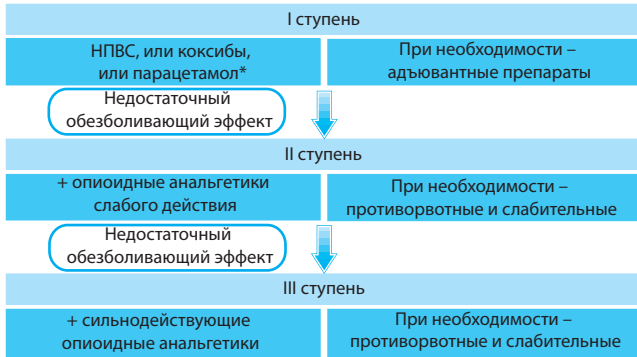 I ступень
НПВС, или коксибы,
или парацетамол*
При необходимости –
адъювантные препараты
Недостаточный
обезболивающий эффект
II ступень
+ опиоидные анальгетики
слабого действия
При необходимости –
противорвотные и слабительные
Недостаточный
обезболивающий эффект
III ступень
+ сильнодействующие
опиоидные анальгетики
При необходимости –
противорвотные и слабительные